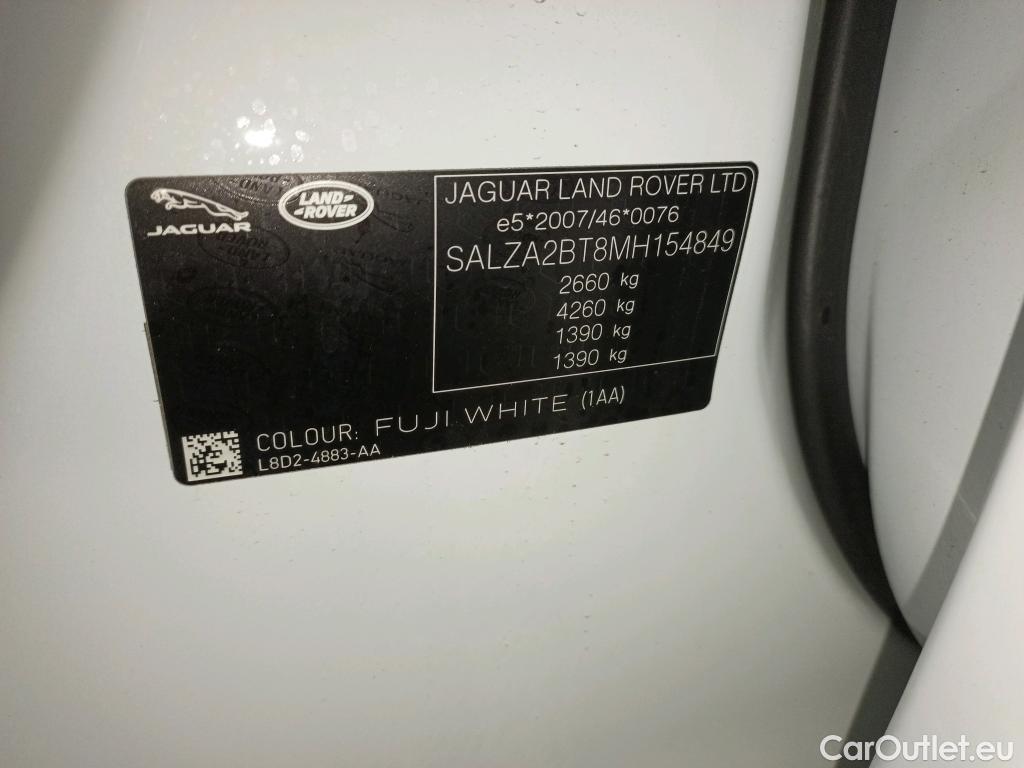 JAGUAR
LAND
ROVER
JAGUAR LAND ROVER LTD
e5*2007/46*0076
SALZA2BT8MH154849
2660 kg
4260 kg
1390 kg
1390 kg
COLOUR: FUJI WHITE (1AA)
L8D2-4883-AA
CarOutlet.eu